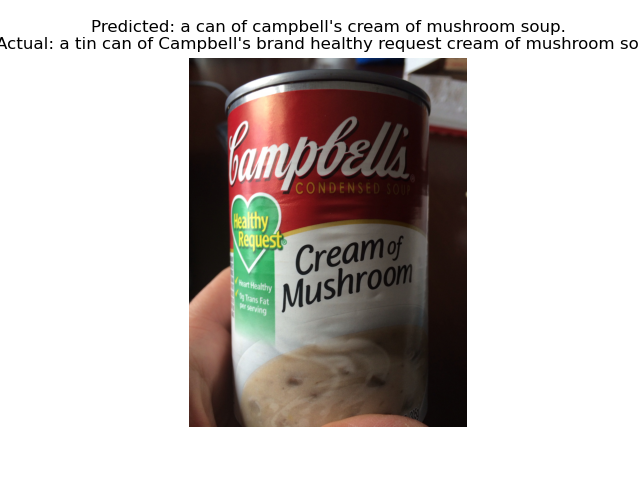 Predicted: a can of campbell's cream of mushroom soup.
Actual: a tin can of Campbell's brand healthy request cream of mushroom so
Campbell's
CONDENSED SOUP
Healthy
Request
Cream of
Mushroom
✓ Heart Healthy
✓ 0g Trans Fat
per serving